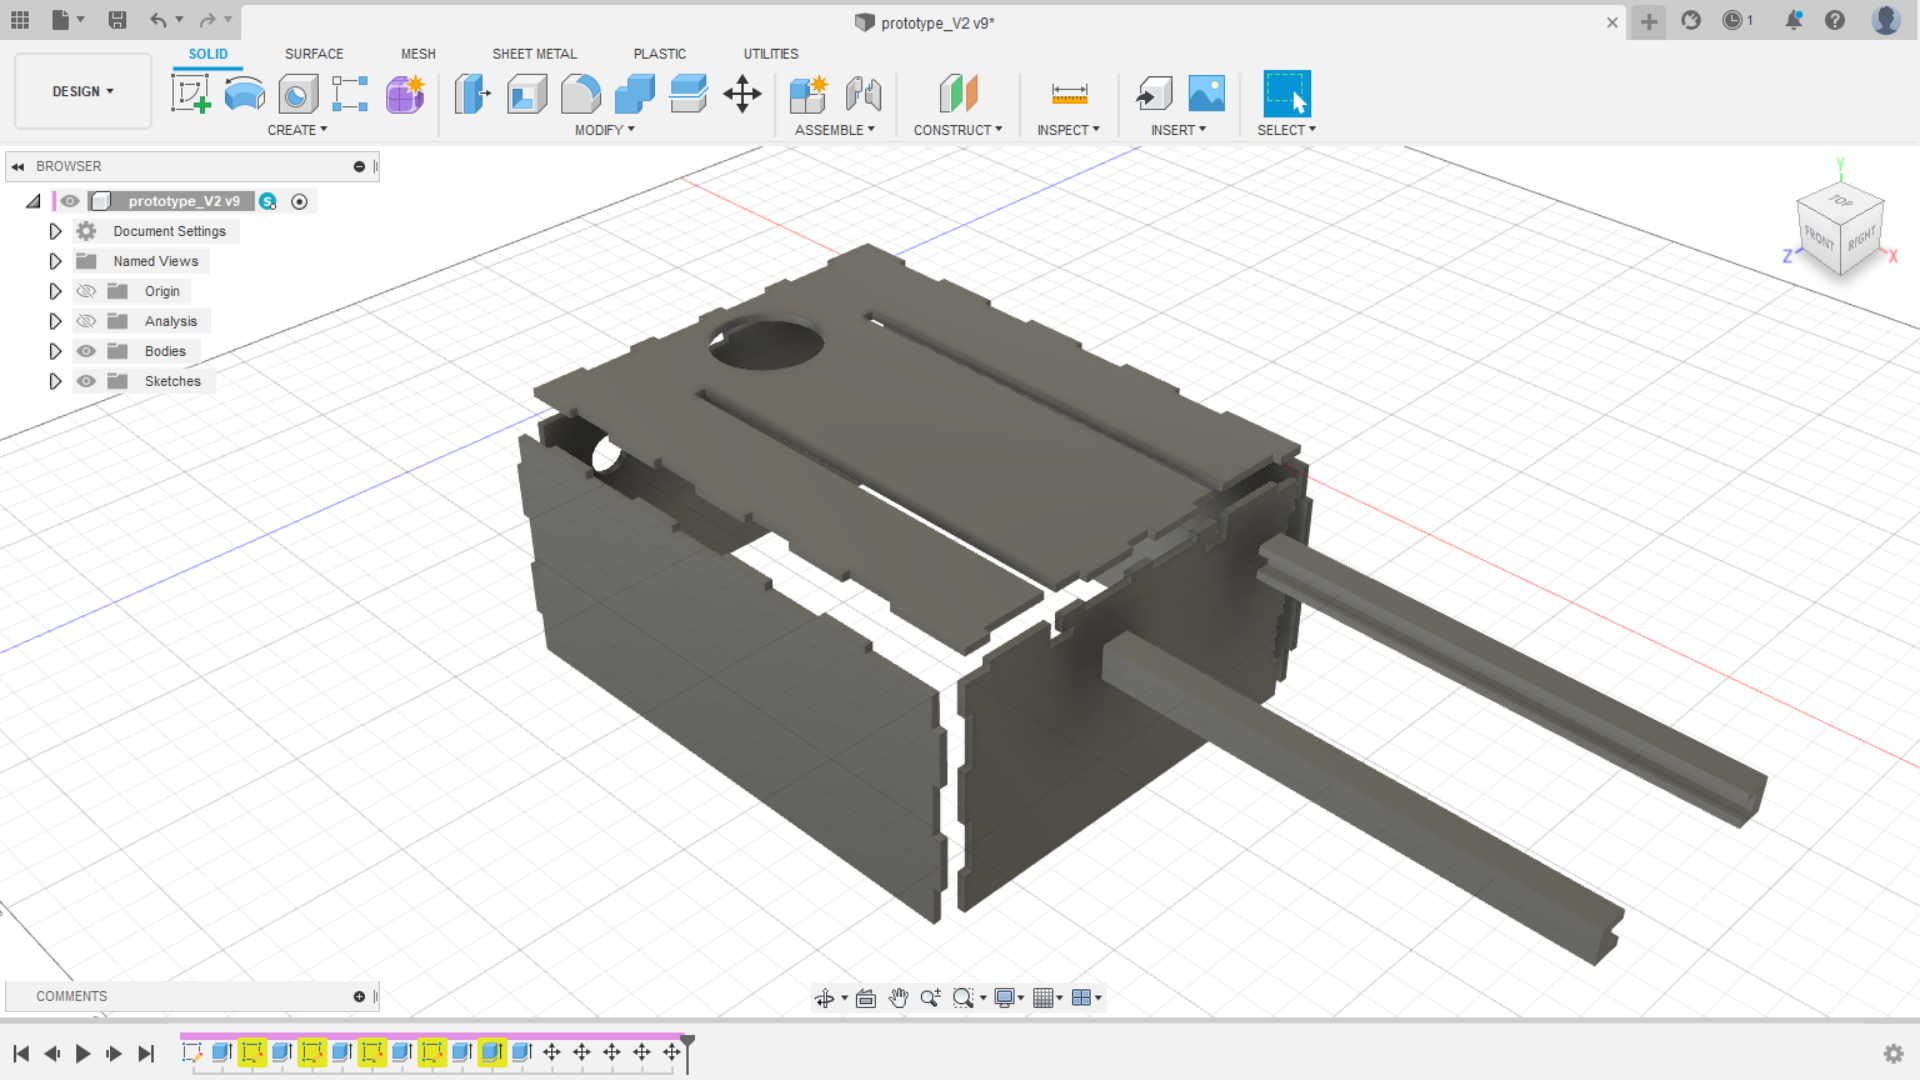 prototype_V2 v9*
1
SOLID SURFACE MESH SHEET METAL PLASTIC UTILITIES
DESIGN
CREATE MODIFY ASSEMBLE CONSTRUCT INSPECT INSERT SELECT
BROWSER
prototype_V2 v9 S
Document Settings
Named Views
Origin
Analysis
Bodies
Sketches
Y
TOP
FRONT RIGHT
Z X
COMMENTS